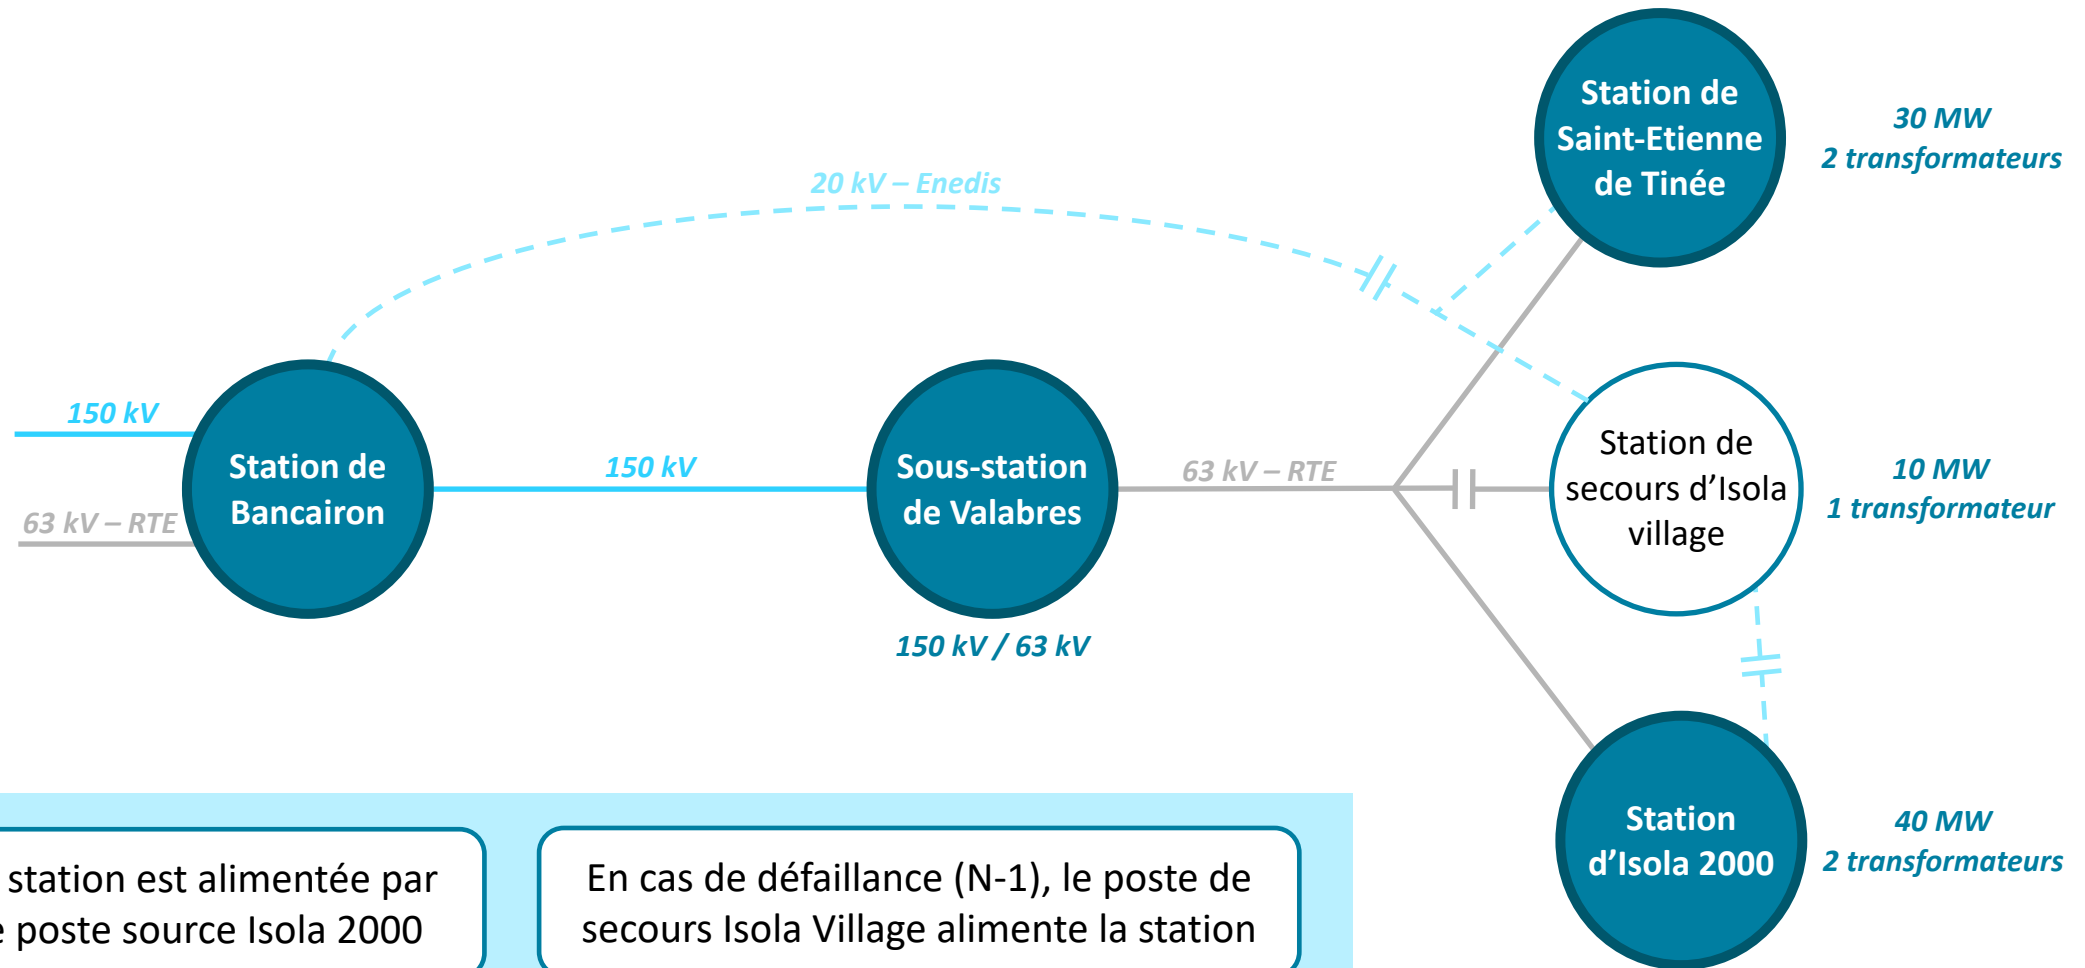 Station de
Saint-Etienne
de Tinée
30 MW
2 transformateurs
20 kV – Enedis
150 kV
63 kV – RTE
Station de
Bancairon
150 kV
Sous-station
de Valabres
150 kV / 63 kV
63 kV – RTE
Station de
secours d’Isola
village
10 MW
1 transformateur
Station
d’Isola 2000
40 MW
2 transformateurs
station est alimentée par
poste source Isola 2000
En cas de défaillance (N-1), le poste de
secours Isola Village alimente la station